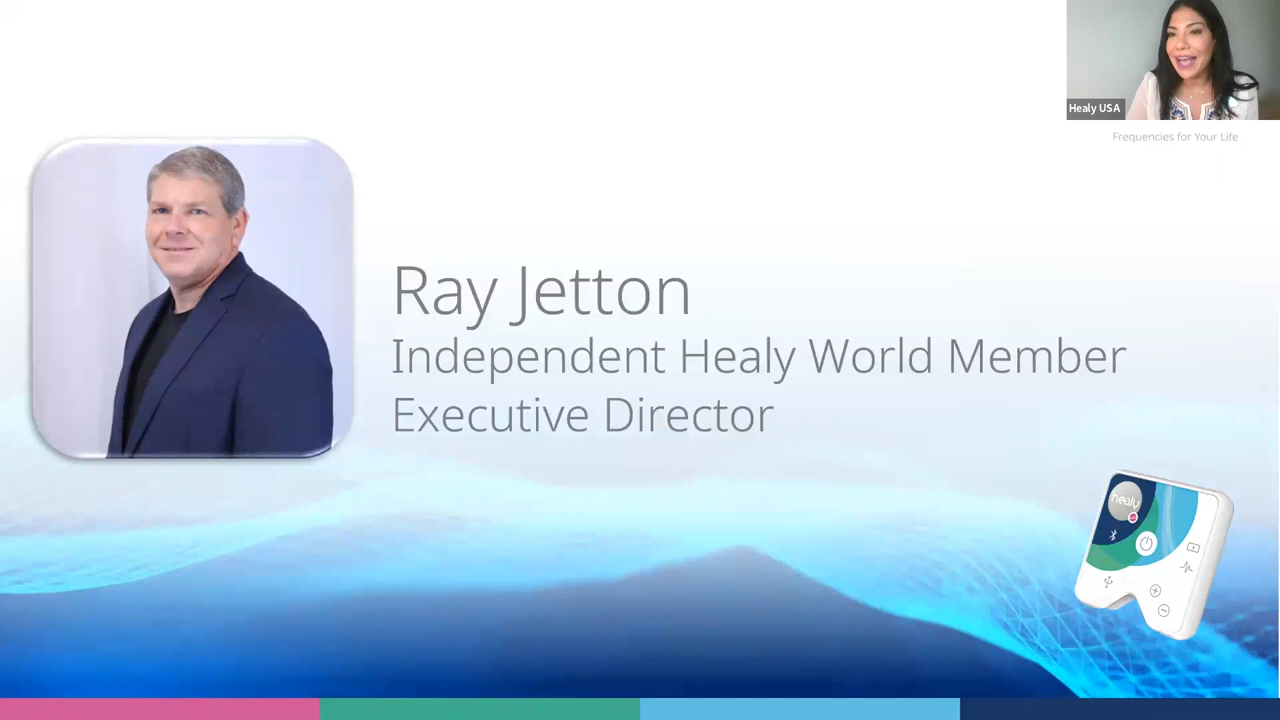 Healy USA
Frequencies for Your Life
Ray Jetton
Independent Healy World Member
Executive Director
healy